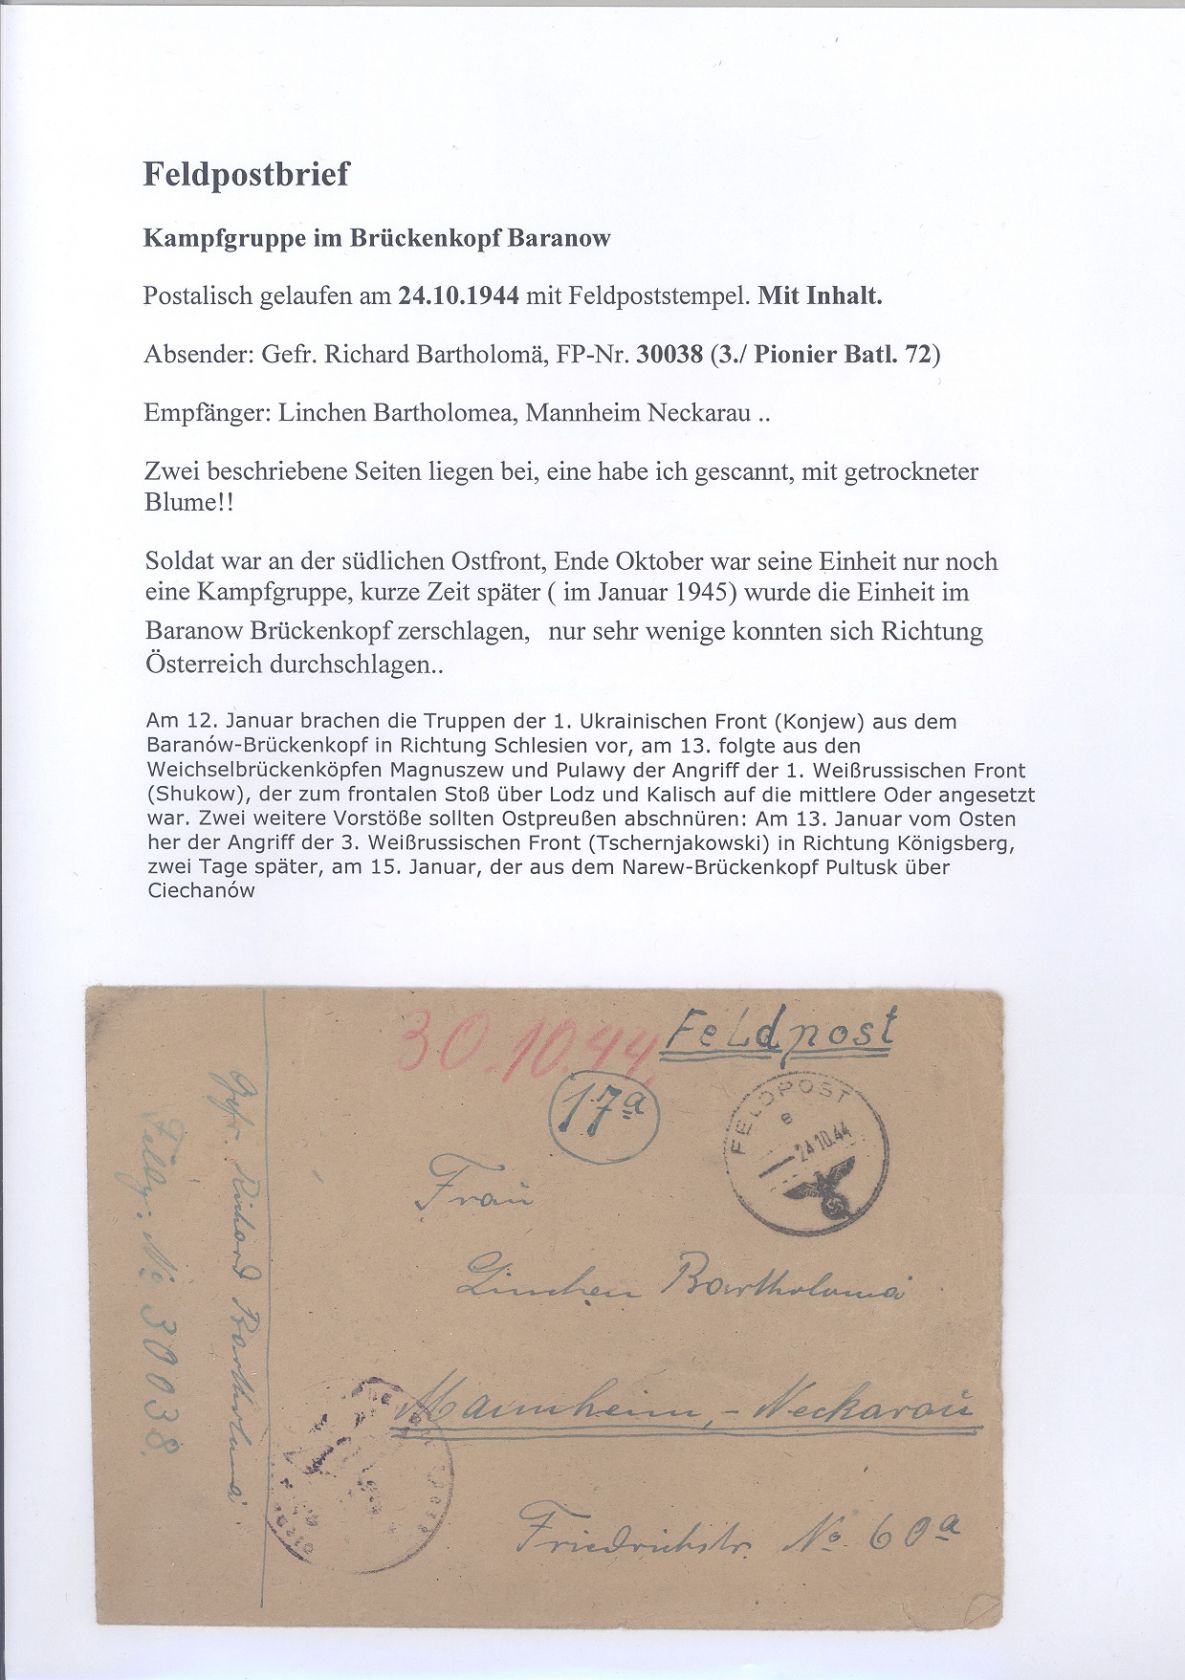 Feldpostbrief
Kampfgruppe im Brückenkopf Baranow
Postalisch gelaufen am 24.10.1944 mit Feldpoststempel. Mit Inhalt.
Absender: Gefr. Richard Bartholomä, FP-Nr. 30038 (3./ Pionier Batl. 72)
Empfänger: Linchen Bartholomea, Mannheim Neckarau ..
Zwei beschriebene Seiten liegen bei, eine habe ich gescannt, mit getrockneter
Blume!!
Soldat war an der südlichen Ostfront, Ende Oktober war seine Einheit nur noch
eine Kampfgruppe, kurze Zeit später ( im Januar 1945) wurde die Einheit im
Baranow Brückenkopf zerschlagen, nur sehr wenige konnten sich Richtung
Österreich durchschlagen..
Am 12. Januar brachen die Truppen der 1. Ukrainischen Front (Konjew) aus dem
Baranów-Brückenkopf in Richtung Schlesien vor, am 13. folgte aus den
Weichselbrückenköpfen Magnuszew und Pulawy der Angriff der 1. Weißrussischen Front
(Shukow), der zum frontalen Stoß über Lodz und Kalisch auf die mittlere Oder angesetzt
war. Zwei weitere Vorstöße sollten Ostpreußen abschnüren: Am 13. Januar vom Osten
her der Angriff der 3. Weißrussischen Front (Tschernjakowski) in Richtung Königsberg,
zwei Tage später, am 15. Januar, der aus dem Narew-Brückenkopf Pultusk über
Ciechanów
30.10.44.
Feldpost
17a
FELDPOST
e
24.10.44
Frau
Linchen Bartholomä
Mannheim,-Neckarau
Friedrichstr. No 60a
Gefr. Richard Bartholomä
No 30038